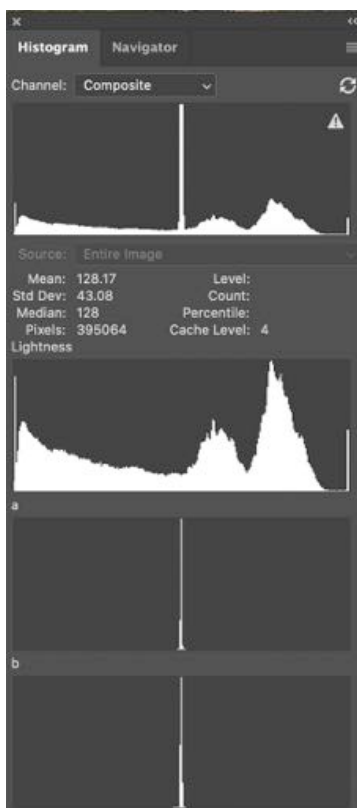 Histogram Navigator
Channel: Composite
Source: Entire Image
Mean: 128.17 Level:
Std Dev: 43.08 Count:
Median: 128 Percentile:
Pixels: 395064 Cache Level: 4
Lightness
a
b